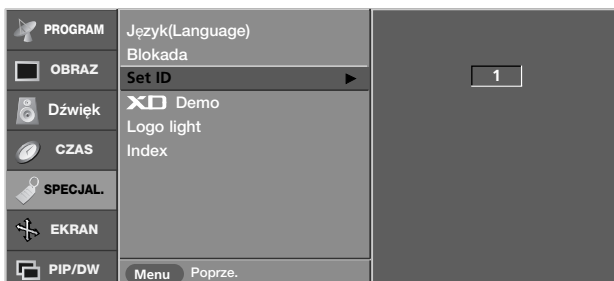 PROGRAM
OBRAZ
Dźwięk
CZAS
SPECJAL.
EKRAN
PIP/DW
Język(Language)
Blokada
Set ID
XD Demo
Logo light
Index
Menu Poprze.
1